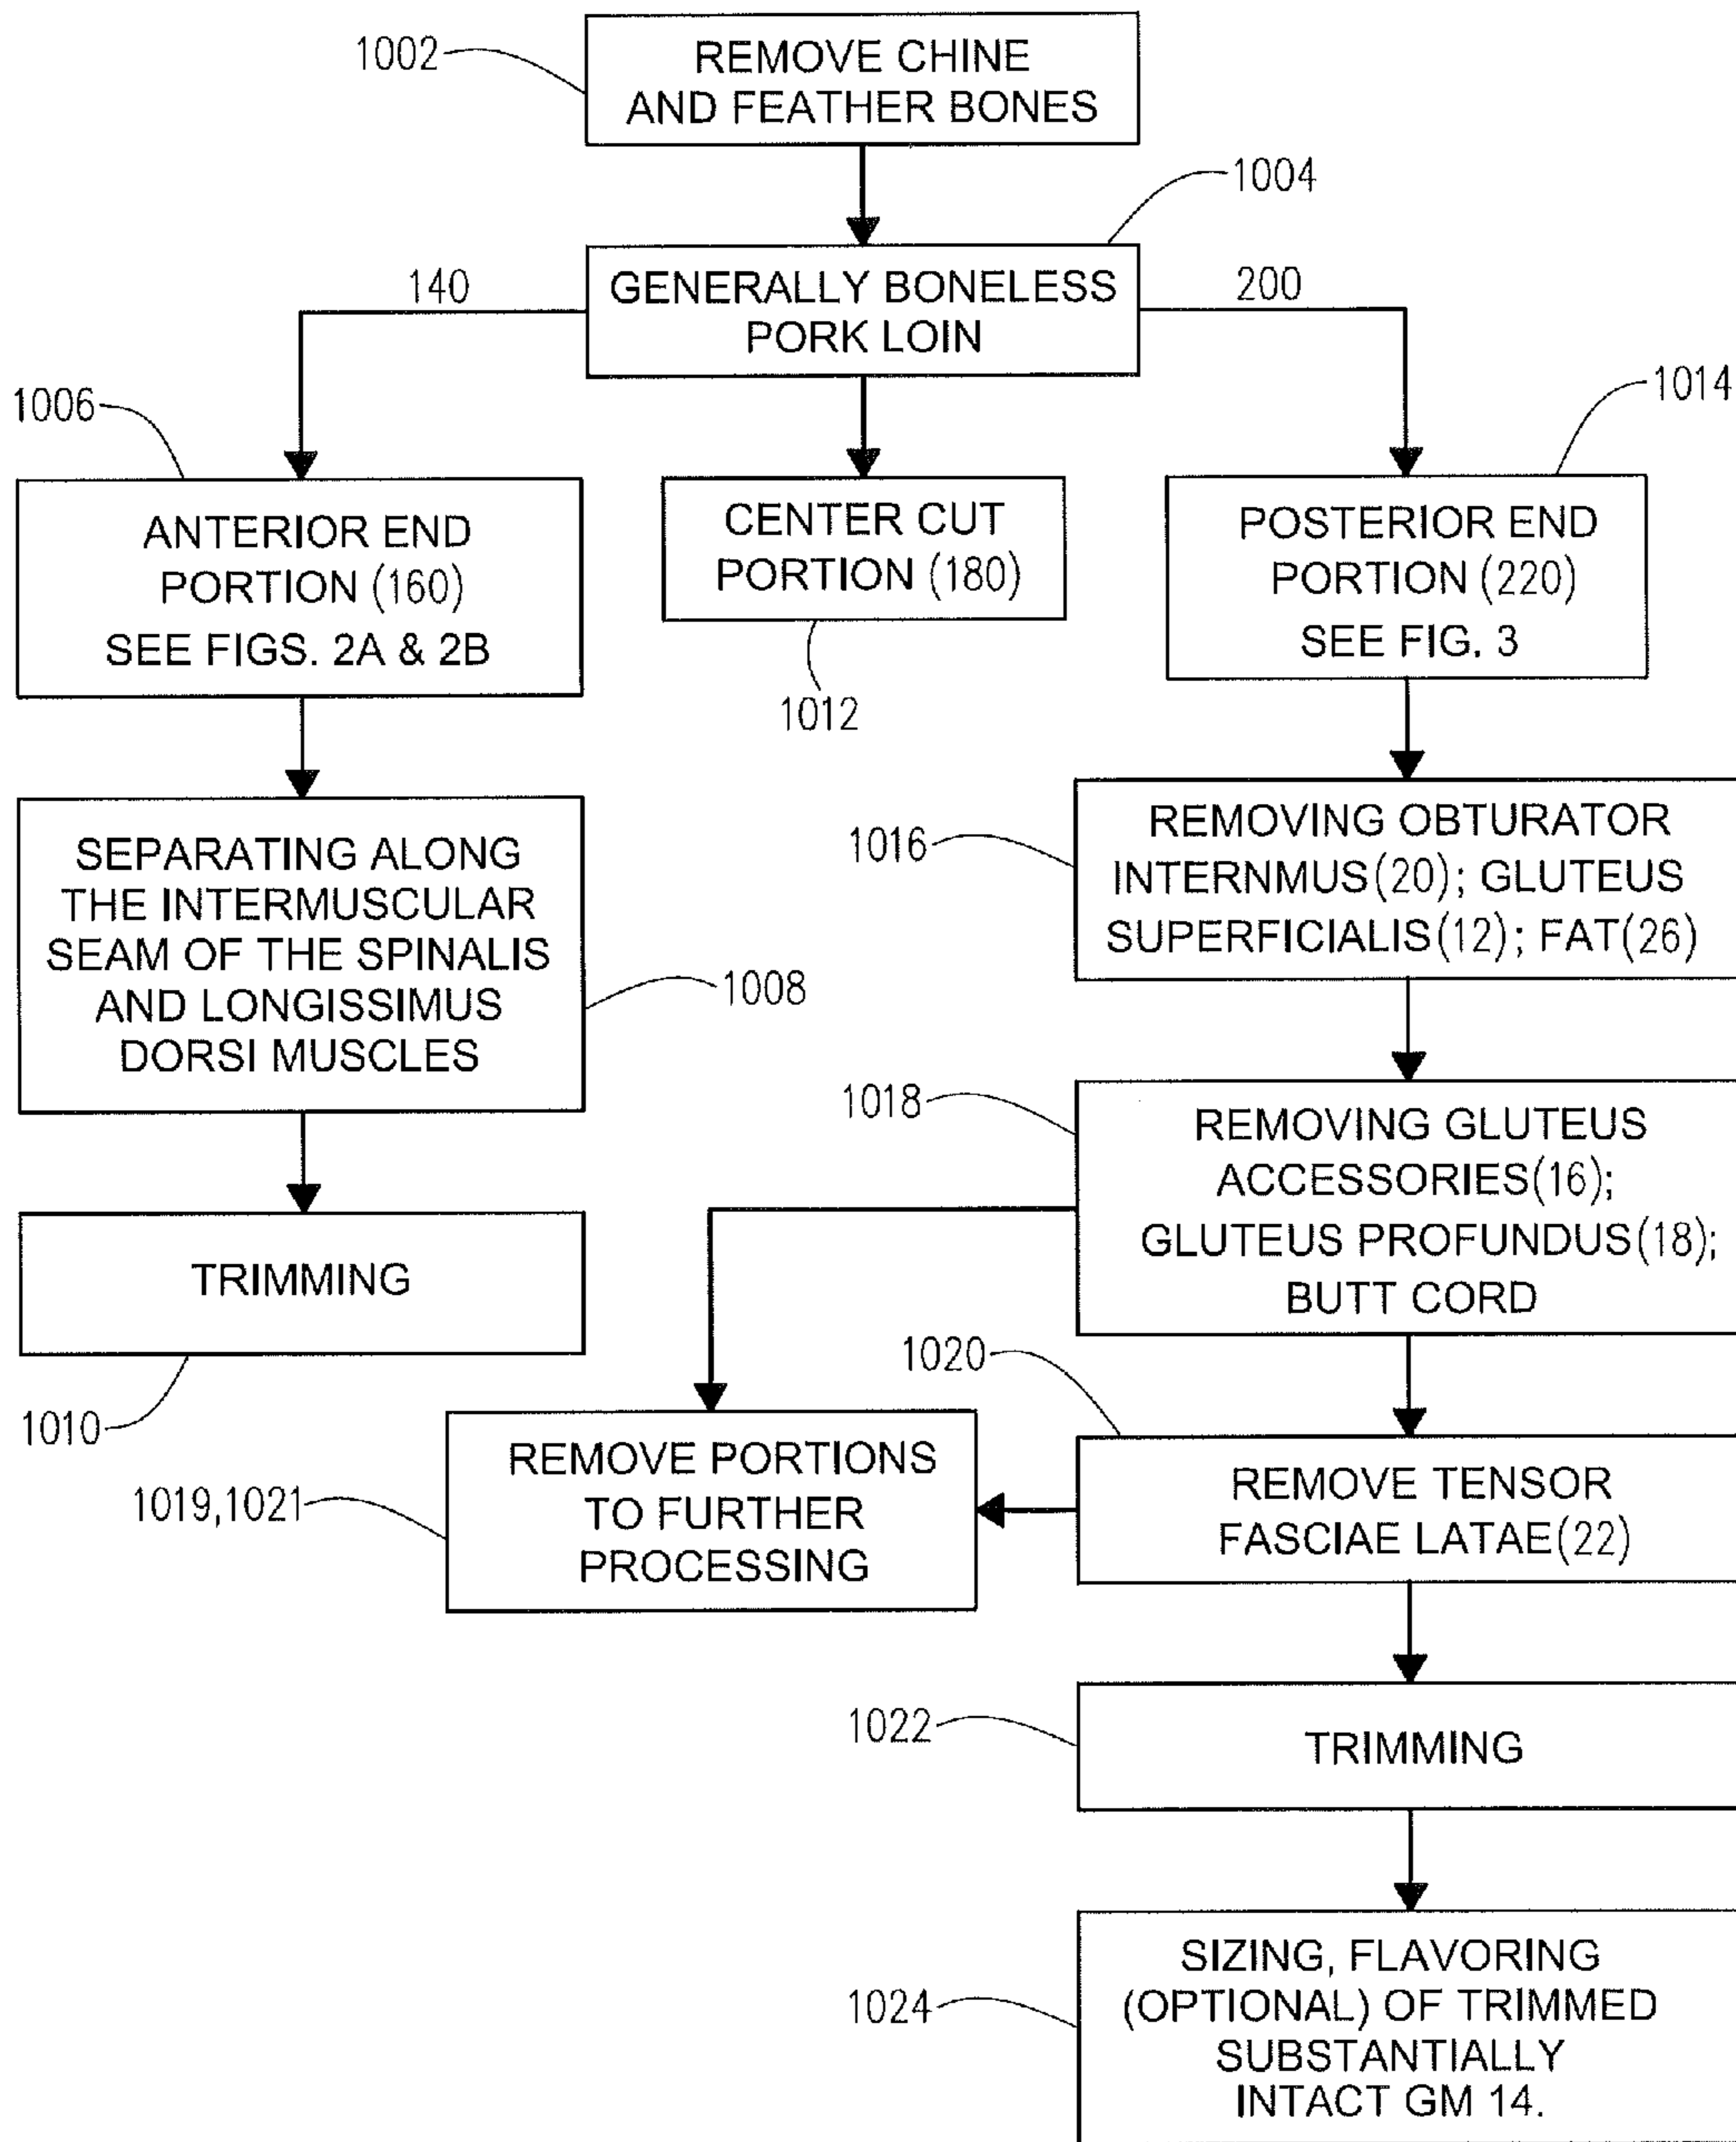 1002
REMOVE CHINE
AND FEATHER BONES
1004
140
GENERALLY BONELESS
PORK LOIN
200
1006
ANTERIOR END
PORTION (160)
SEE FIGS. 2A & 2B
CENTER CUT
PORTION (180)
1012
1014
POSTERIOR END
PORTION (220)
SEE FIG. 3
SEPARATING ALONG
THE INTERMUSCULAR
SEAM OF THE SPINALIS
AND LONGISSIMUS
DORSI MUSCLES
1008
1016
REMOVING OBTURATOR
INTERNMUS(20); GLUTEUS
SUPERFICIALIS(12); FAT(26)
1018
REMOVING GLUTEUS
ACCESSORIES(16);
GLUTEUS PROFUNDUS(18);
BUTT CORD
TRIMMING
1010
1019,1021
REMOVE PORTIONS
TO FURTHER
PROCESSING
1020
REMOVE TENSOR
FASCIAE LATAE(22)
1022
TRIMMING
1024
SIZING, FLAVORING
(OPTIONAL) OF TRIMMED
SUBSTANTIALLY
INTACT GM 14.